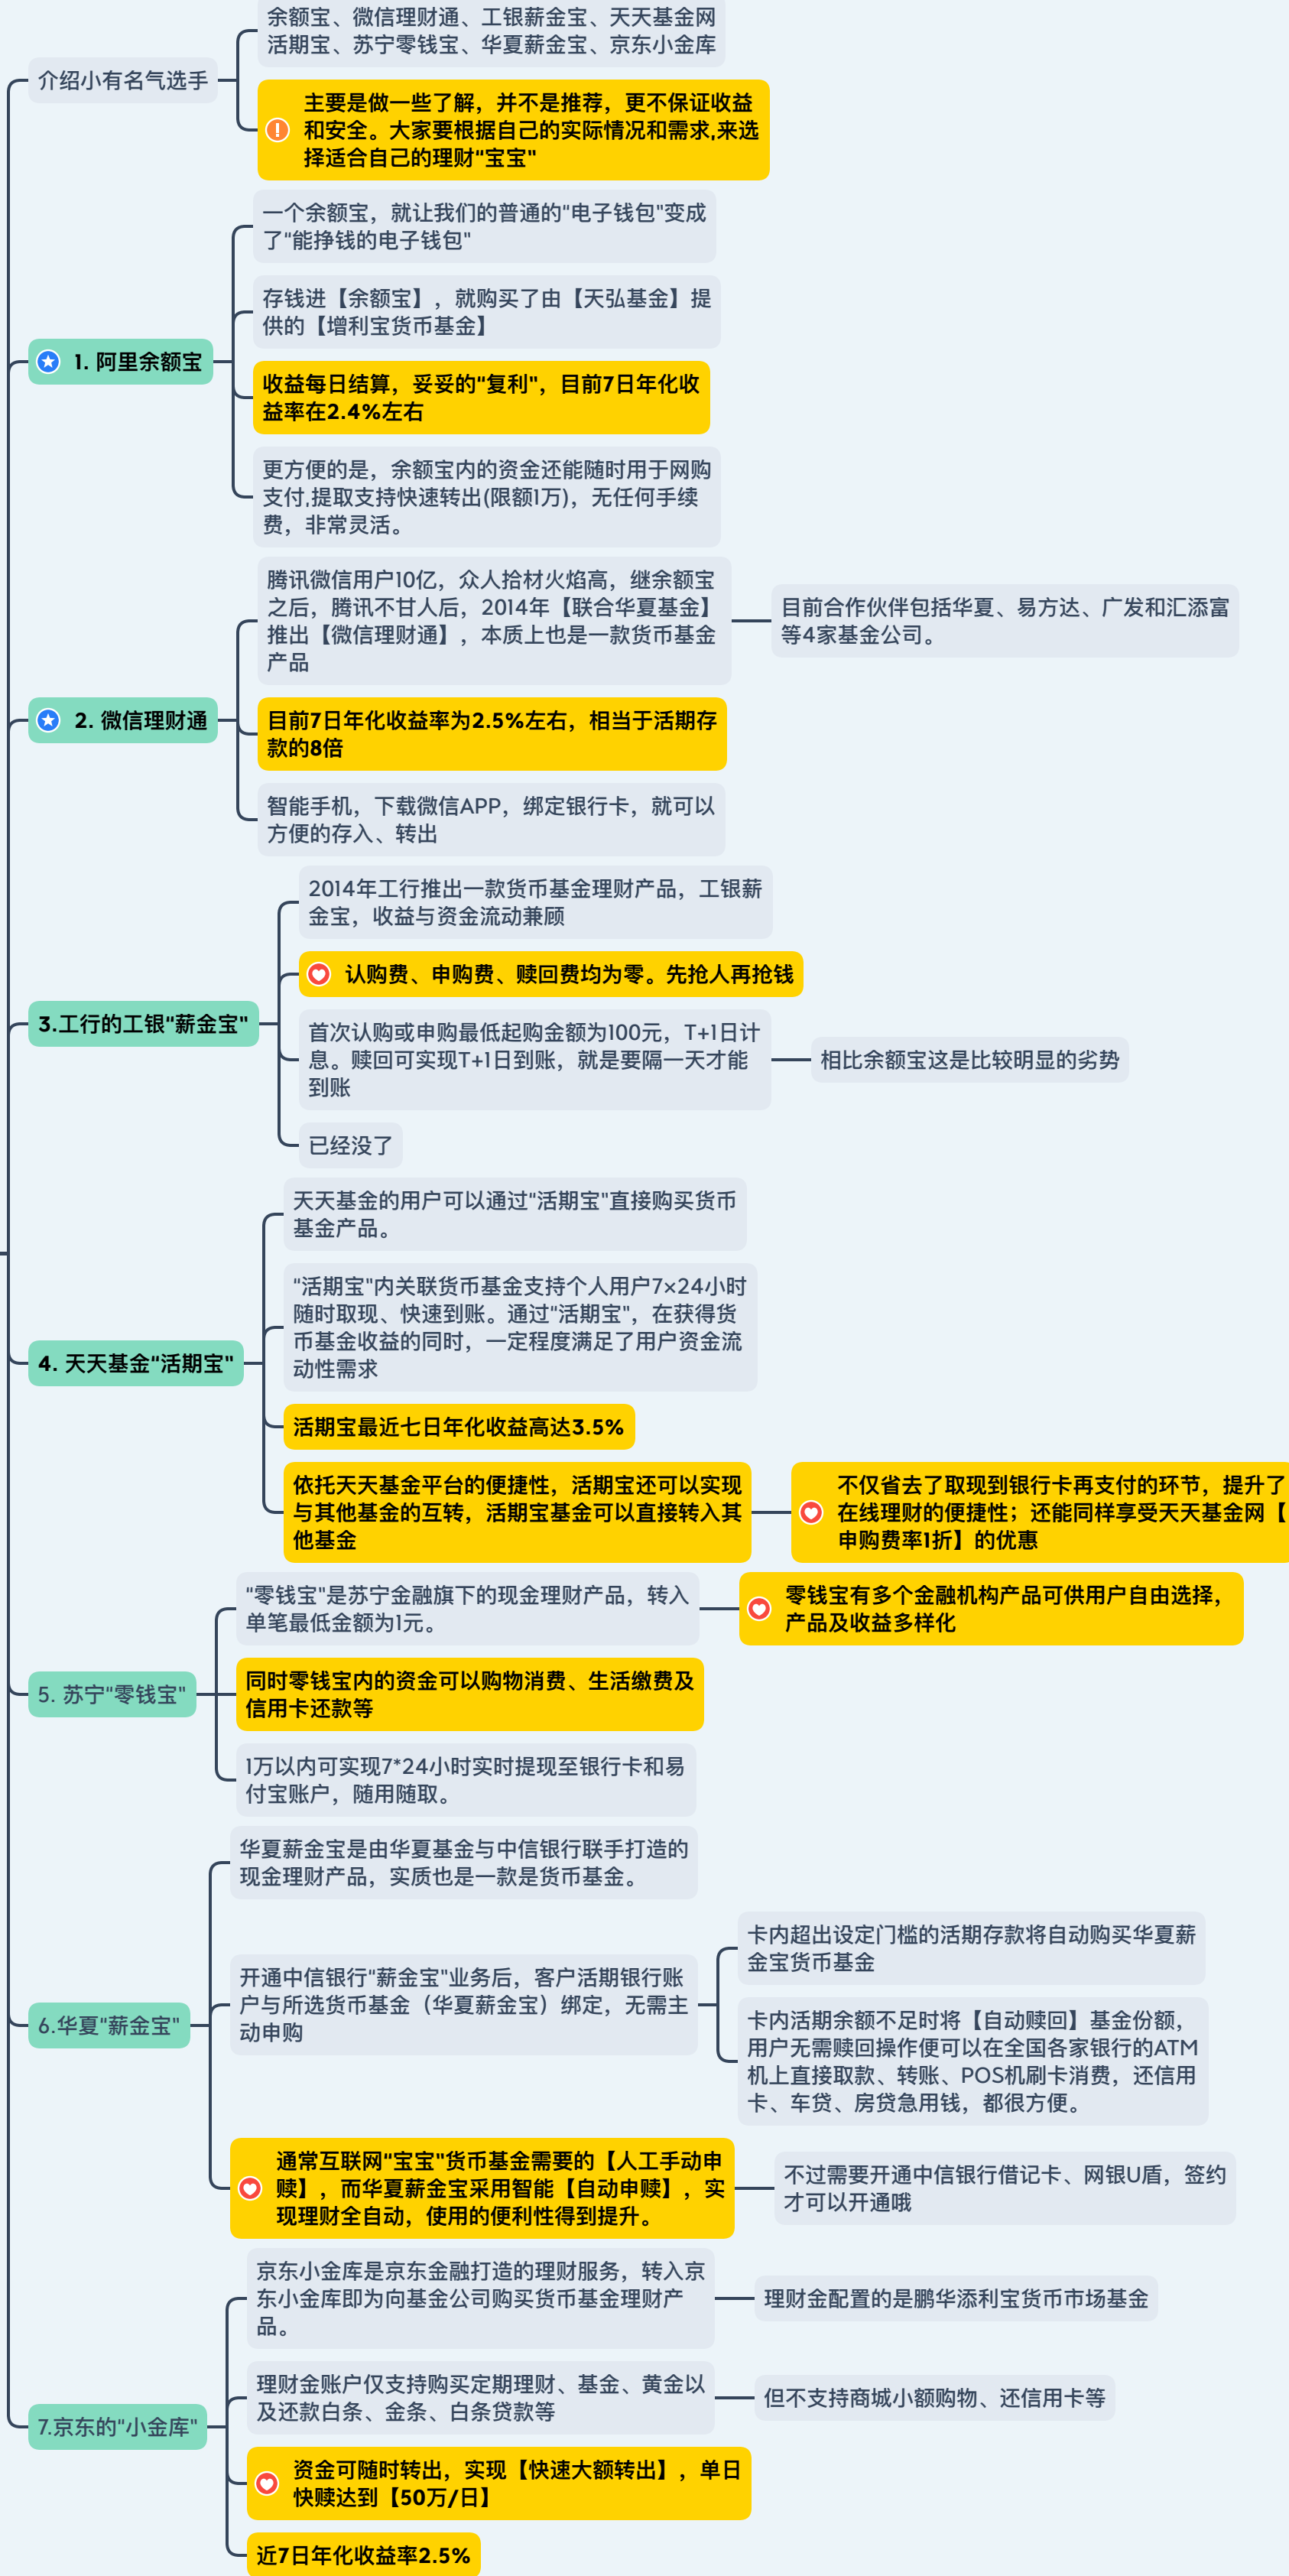 余额宝、微信理财通、工银薪金宝、天天基金网
活期宝、苏宁零钱宝、华夏薪金宝、京东小金库
介绍小有名气选手
主要是做一些了解，并不是推荐，更不保证收益
和安全。大家要根据自己的实际情况和需求,来选
择适合自己的理财“宝宝”
一个余额宝，就让我们的普通的“电子钱包”变成
了“能挣钱的电子钱包”
存钱进【余额宝】，就购买了由【天弘基金】提
供的【增利宝货币基金】
1. 阿里余额宝
收益每日结算，妥妥的“复利”，目前7日年化收
益率在2.4%左右
更方便的是，余额宝内的资金还能随时用于网购
支付,提取支持快速转出(限额1万)，无任何手续
费，非常灵活。
腾讯微信用户10亿，众人拾材火焰高，继余额宝
之后，腾讯不甘人后，2014年【联合华夏基金】
推出【微信理财通】，本质上也是一款货币基金
产品
目前合作伙伴包括华夏、易方达、广发和汇添富
等4家基金公司。
2. 微信理财通
目前7日年化收益率为2.5%左右，相当于活期存
款的8倍
智能手机，下载微信APP，绑定银行卡，就可以
方便的存入、转出
2014年工行推出一款货币基金理财产品，工银薪
金宝，收益与资金流动兼顾
认购费、申购费、赎回费均为零。先抢人再抢钱
3.工行的工银“薪金宝”
首次认购或申购最低起购金额为100元，T+1日计
息。赎回可实现T+1日到账，就是要隔一天才能
到账
相比余额宝这是比较明显的劣势
已经没了
天天基金的用户可以通过“活期宝”直接购买货币
基金产品。
“活期宝”内关联货币基金支持个人用户7×24小时
随时取现、快速到账。通过“活期宝”，在获得货
币基金收益的同时，一定程度满足了用户资金流
动性需求
4. 天天基金“活期宝”
活期宝最近七日年化收益高达3.5%
依托天天基金平台的便捷性，活期宝还可以实现
与其他基金的互转，活期宝基金可以直接转入其
他基金
不仅省去了取现到银行卡再支付的环节，提升了
在线理财的便捷性；还能同样享受天天基金网【
申购费率1折】的优惠
“零钱宝”是苏宁金融旗下的现金理财产品，转入
单笔最低金额为1元。
零钱宝有多个金融机构产品可供用户自由选择，
产品及收益多样化
5. 苏宁“零钱宝”
同时零钱宝内的资金可以购物消费、生活缴费及
信用卡还款等
1万以内可实现7*24小时实时提现至银行卡和易
付宝账户，随用随取。
华夏薪金宝是由华夏基金与中信银行联手打造的
现金理财产品，实质也是一款是货币基金。
6.华夏“薪金宝”
开通中信银行“薪金宝”业务后，客户活期银行账
户与所选货币基金（华夏薪金宝）绑定，无需主
动申购
卡内超出设定门槛的活期存款将自动购买华夏薪
金宝货币基金
卡内活期余额不足时将【自动赎回】基金份额，
用户无需赎回操作便可以在全国各家银行的ATM
机上直接取款、转账、POS机刷卡消费，还信用
卡、车贷、房贷急用钱，都很方便。
通常互联网“宝宝”货币基金需要的【人工手动申
赎】，而华夏薪金宝采用智能【自动申赎】，实
现理财全自动，使用的便利性得到提升。
不过需要开通中信银行借记卡、网银U盾，签约
才可以开通哦
京东小金库是京东金融打造的理财服务，转入京
东小金库即为向基金公司购买货币基金理财产
品。
理财金配置的是鹏华添利宝货币市场基金
理财金账户仅支持购买定期理财、基金、黄金以
及还款白条、金条、白条贷款等
但不支持商城小额购物、还信用卡等
7.京东的“小金库”
资金可随时转出，实现【快速大额转出】，单日
快赎达到【50万/日】
近7日年化收益率2.5%